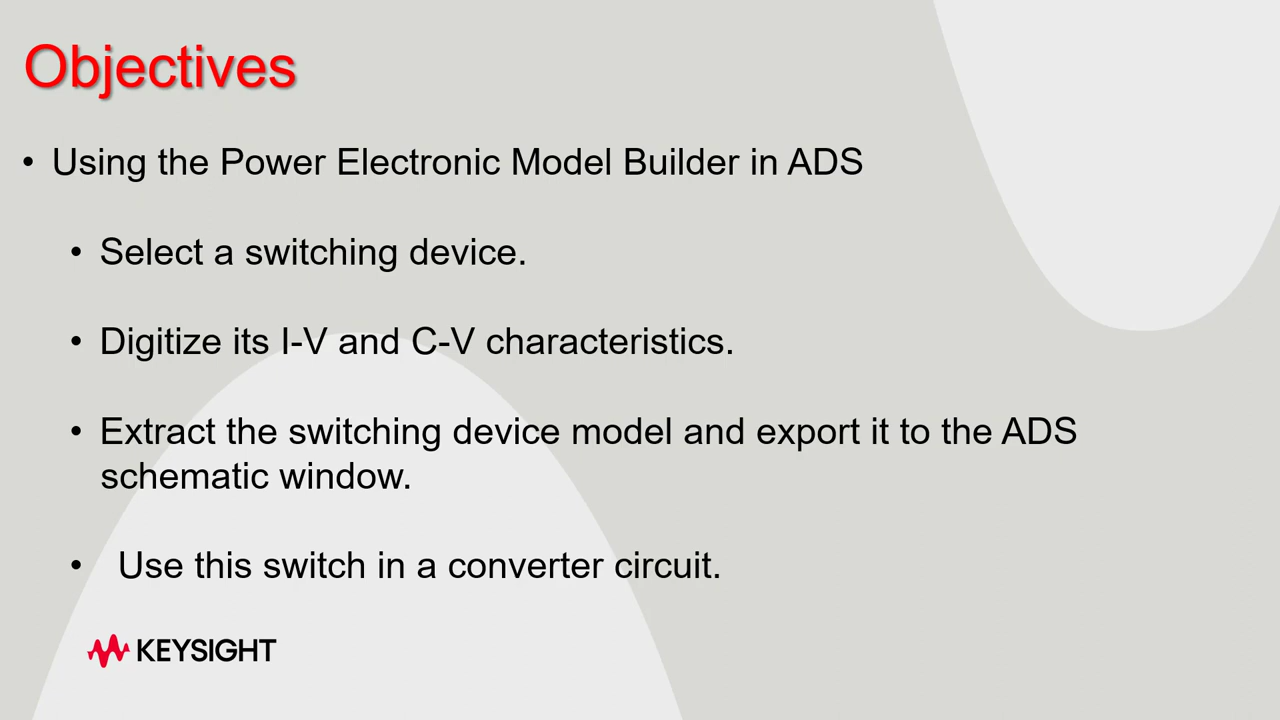 Objectives
• Using the Power Electronic Model Builder in ADS
• Select a switching device.
• Digitize its I-V and C-V characteristics.
• Extract the switching device model and export it to the ADS
schematic window.
• Use this switch in a converter circuit.
KEYSIGHT